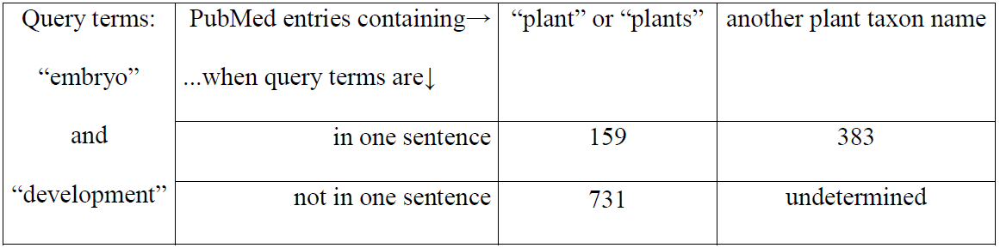 Query terms:
“embryo”
and
“development”
PubMed entries containing→
...when query terms are↓
“plant” or “plants”
another plant taxon name
in one sentence
159
383
not in one sentence
731
undetermined